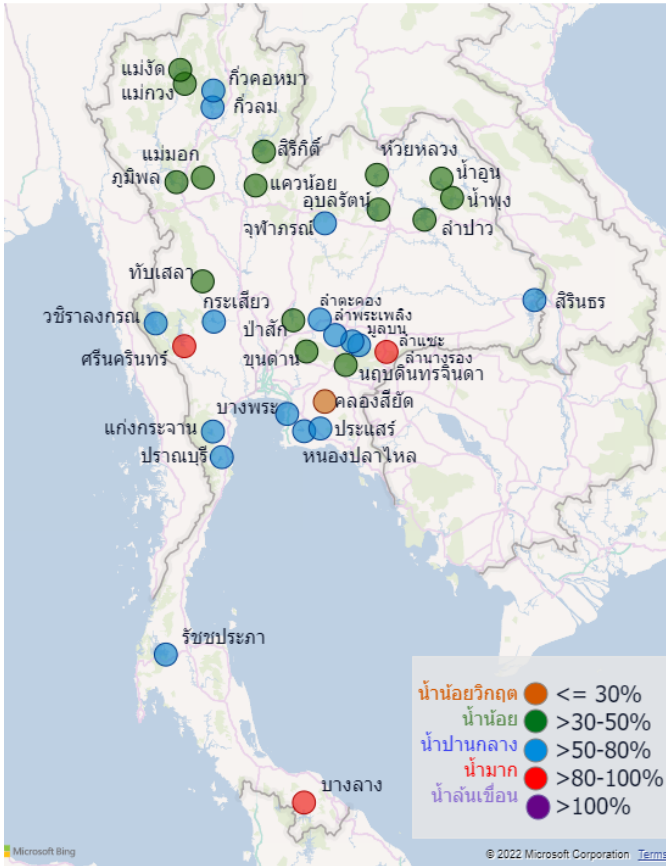 แม่งัด
แม่กวง
กิ่วคอหมา
กิ่วลม
สิริกิติ์
แม่มอก
ภูมิพล
แควน้อย
ห้วยหลวง
อุบลรัตน์
น้ำอูน
น้ำพุง
ลำปาว
จุฬาภรณ์
ทับเสลา
กระเสียว
วชิราลงกรณ
ศรีนครินทร์
ป่าสัก
ขุนด่าน
ลำตะคอง
ลำพระเพลิง
มูลบน
ลำแซะ
ลำนางรอง
นฤบดินทรจินดา
สิรินธร
คลองสียัด
บางพระ
ประแสร์
หนองปลาไหล
แก่งกระจาน
ปราณบุรี
รัชชประภา
บางลาง
น้ำน้อยวิกฤต <= 30%
น้ำน้อย >30-50%
น้ำปานกลาง >50-80%
น้ำมาก >80-100%
น้ำล้นเขื่อน >100%
Microsoft Bing
© 2022 Microsoft Corporation Terms